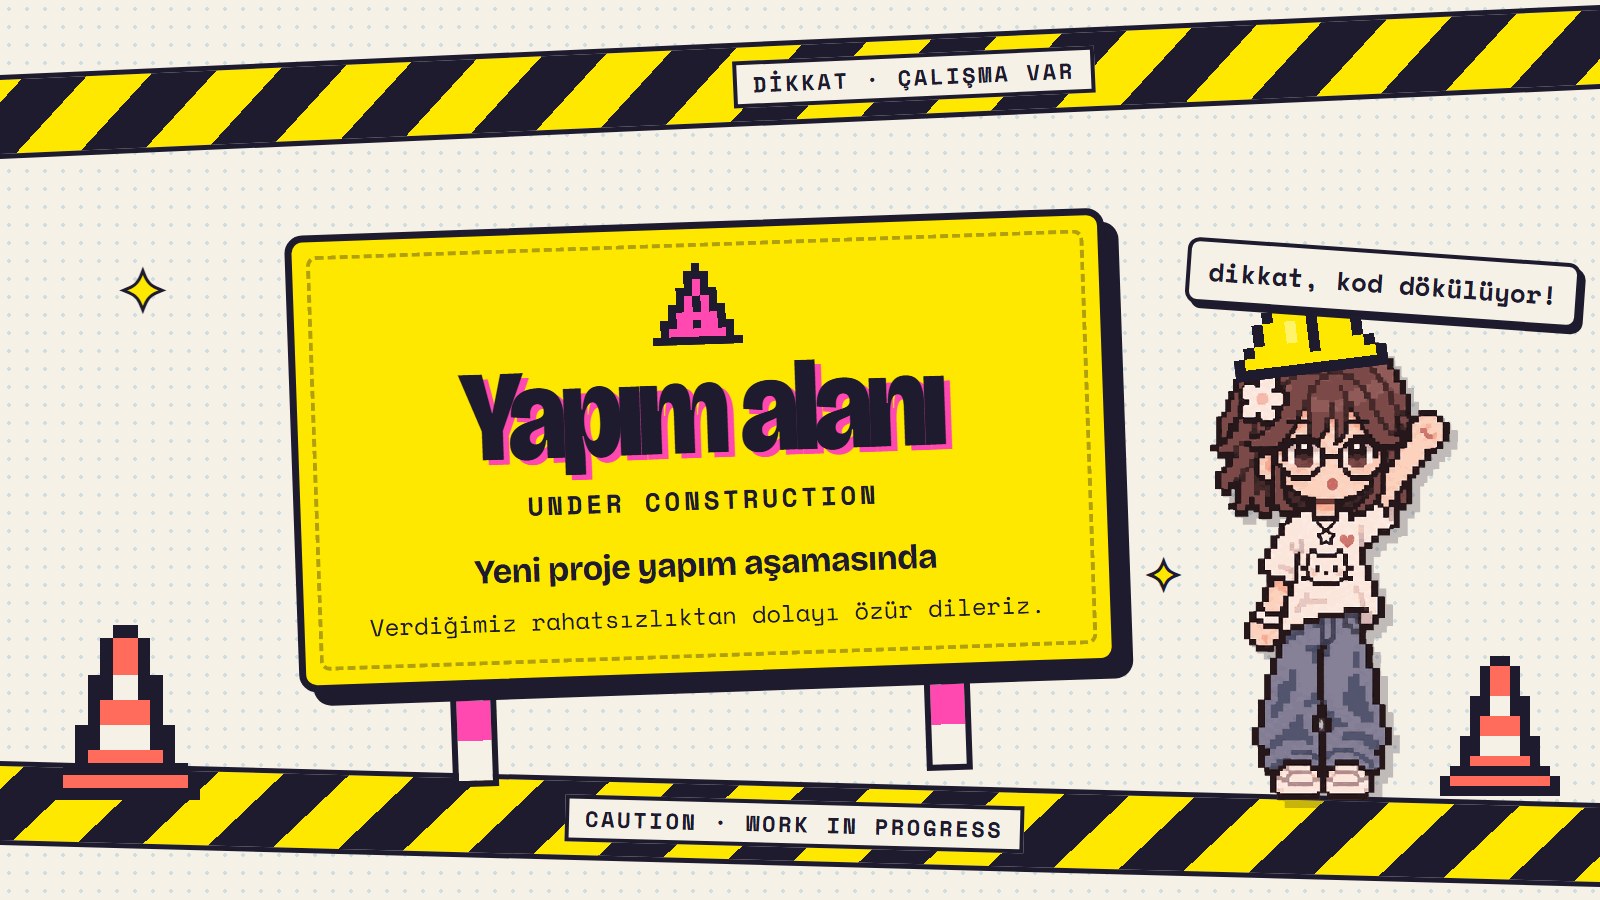 DİKKAT · ÇALIŞMA VAR
dikkat, kod dökülüyor!
Yapım alanı
UNDER CONSTRUCTION
Yeni proje yapım aşamasında
Verdiğimiz rahatsızlıktan dolayı özür dileriz.
CAUTION · WORK IN PROGRESS